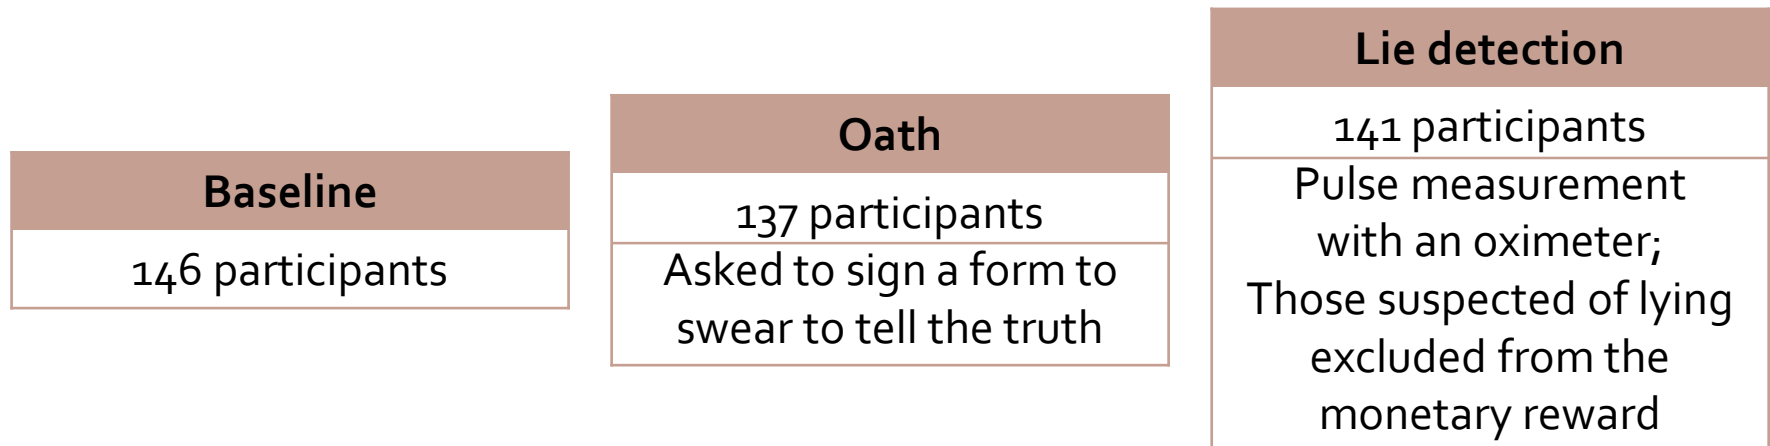 Baseline
146 participants
Oath
137 participants
Asked to sign a form to
swear to tell the truth
Lie detection
141 participants
Pulse measurement
with an oximeter;
Those suspected of lying
excluded from the
monetary reward